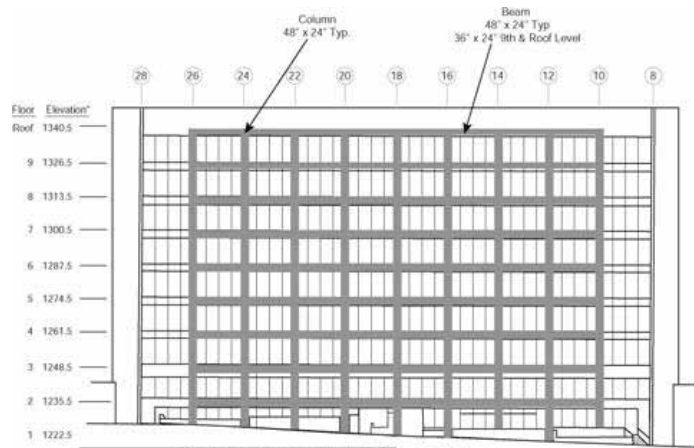 Column
48" x 24" Typ.
Beam
48" x 24" Typ
36" x 24" 9th & Roof Level
28 26 24 22 20 18 16 14 12 10 8
Floor Elevation*
Roof 1340.5
9 1326.5
8 1313.5
7 1300.5
6 1287.5
5 1274.5
4 1261.5
3 1248.5
2 1235.5
1 1222.5